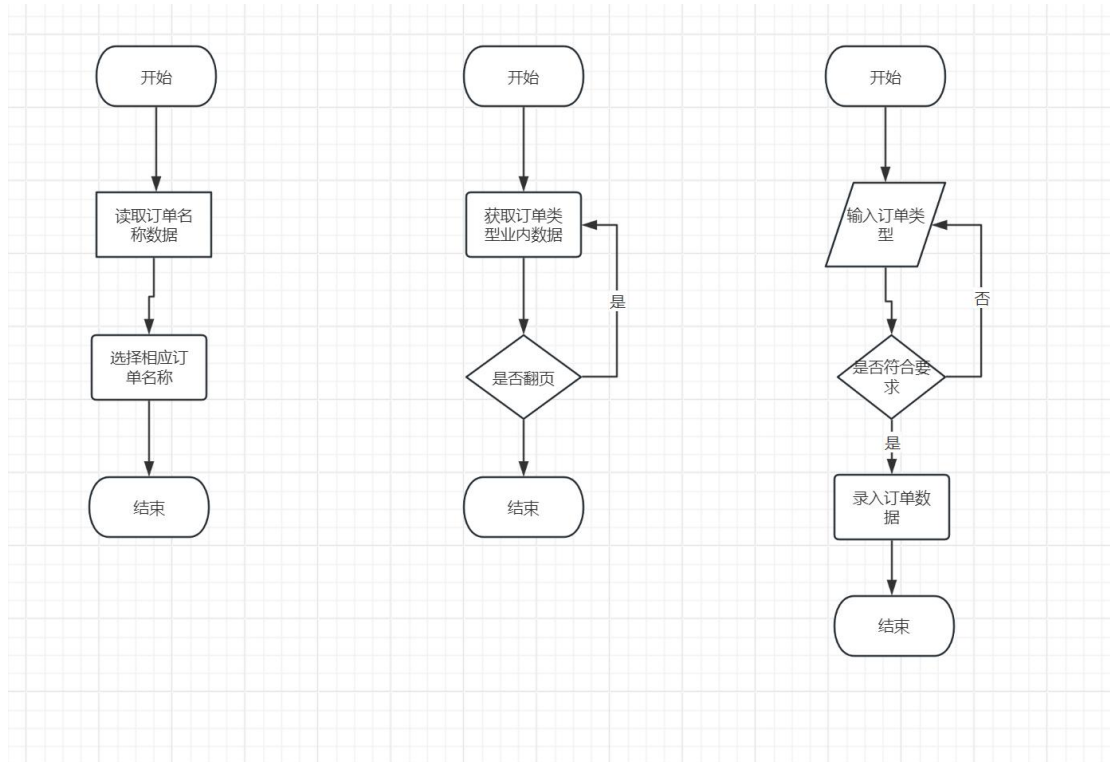 开始
读取订单名
称数据
选择相应订
单名称
结束
开始
获取订单类
型业内数据
是
是否翻页
结束
开始
输入订单类
型
否
是否符合要
求
是
录入订单数
据
结束